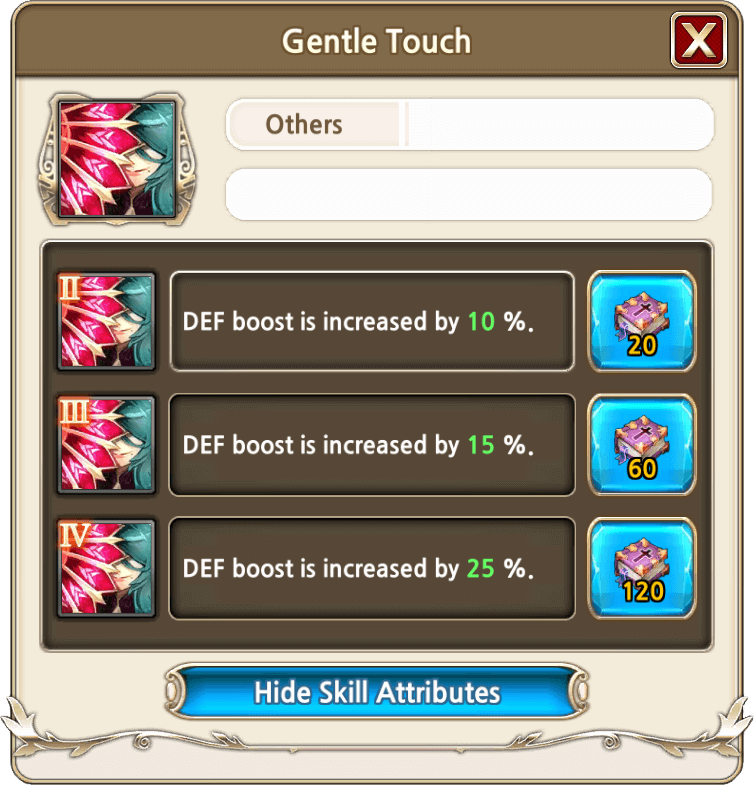 Gentle Touch
X
Others
II
DEF boost is increased by 10 %.
20
III
DEF boost is increased by 15 %.
60
IV
DEF boost is increased by 25 %.
120
Hide Skill Attributes